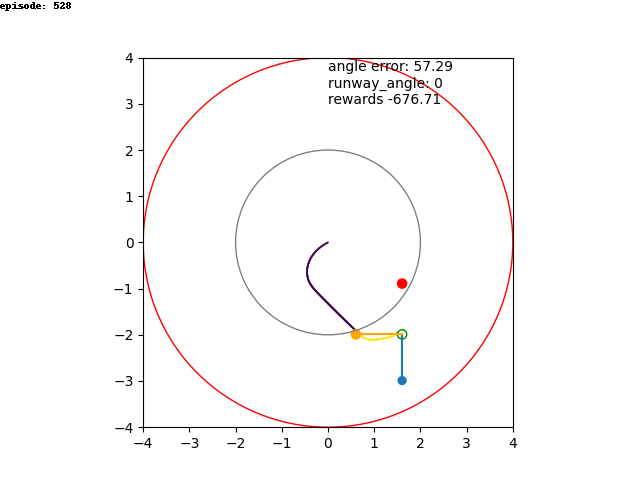 episode: 528
angle error: 57.29
runway_angle: 0
rewards -676.71
4
3
2
1
0
−1
−2
−3
−4
−4 −3 −2 −1 0 1 2 3 4